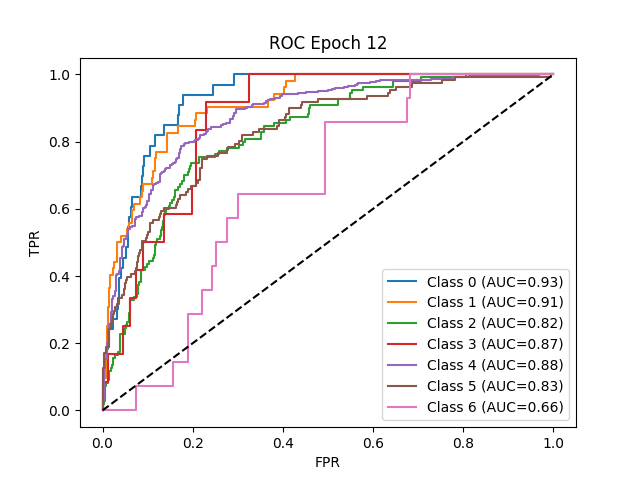 ROC Epoch 12
TPR
1.0
0.8
0.6
0.4
0.2
0.0
Class 0 (AUC=0.93)
Class 1 (AUC=0.91)
Class 2 (AUC=0.82)
Class 3 (AUC=0.87)
Class 4 (AUC=0.88)
Class 5 (AUC=0.83)
Class 6 (AUC=0.66)
0.0 0.2 0.4 0.6 0.8 1.0
FPR